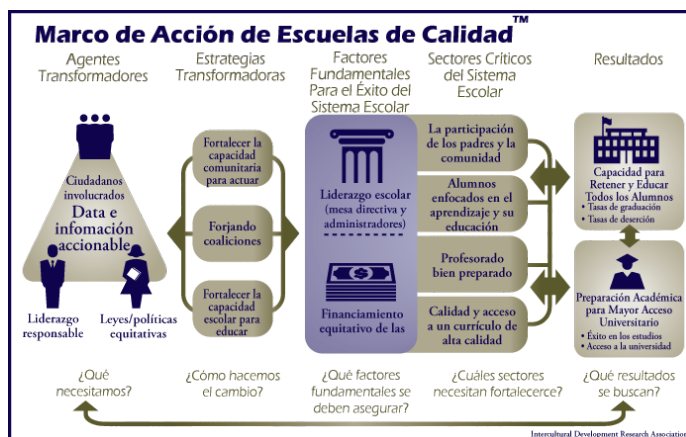 Marco de Acción de Escuelas de Calidad™
Agentes
Transformadores
Estrategias
Transformadoras
Factores
Fundamentales
Para el Éxito del
Sistema Escolar
Sectores Críticos
del Sistema
Escolar
Resultados
Ciudadanos
involucrados
Data e
infomación
accionable
Liderazgo
responsable
Leyes/políticas
equitativas
Fortalecer la
capacidad
comunitaria
para actuar
Forjando
coaliciones
Fortalecer la
capacidad
escolar para
educar
Liderazgo escolar
(mesa directiva y
administradores)
Financiamiento
equitativo de las
La participación
de los padres y la
comunidad
Alumnos
enfocados en el
aprendizaje y su
educación
Profesorado
bien preparado
Calidad y acceso
a un currículo de
alta calidad
Capacidad para
Retener y Educar
Todos los Alumnos
• Tasas de graduación
• Tasas de deserción
Preparación Académica
para Mayor Acceso
Universitario
• Éxito en los estudios
• Acceso a la universidad
¿Qué
necesitamos?
¿Cómo hacemos
el cambio?
¿Qué factores
fundamentales se
deben asegurar?
¿Cuáles sectores
necesitan fortalecerce?
¿Qué resultados
se buscan?
Intercultural Development Research Association